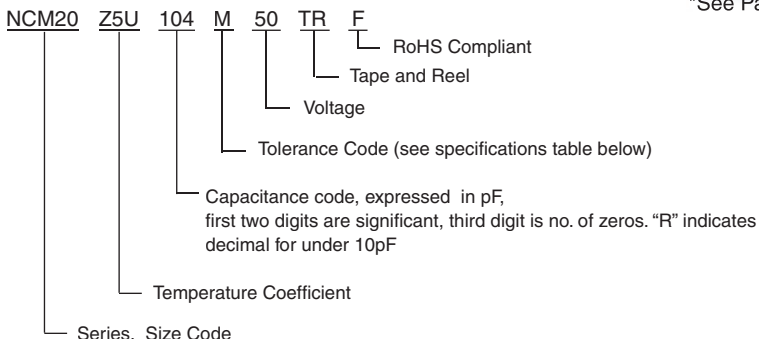 "See Pa
NCM20 Z5U 104 M 50 TR F
RoHS Compliant
Tape and Reel
Voltage
Tolerance Code (see specifications table below)
Capacitance code, expressed in pF,
first two digits are significant, third digit is no. of zeros. “R” indicates
decimal for under 10pF
Temperature Coefficient
Series, Size Code